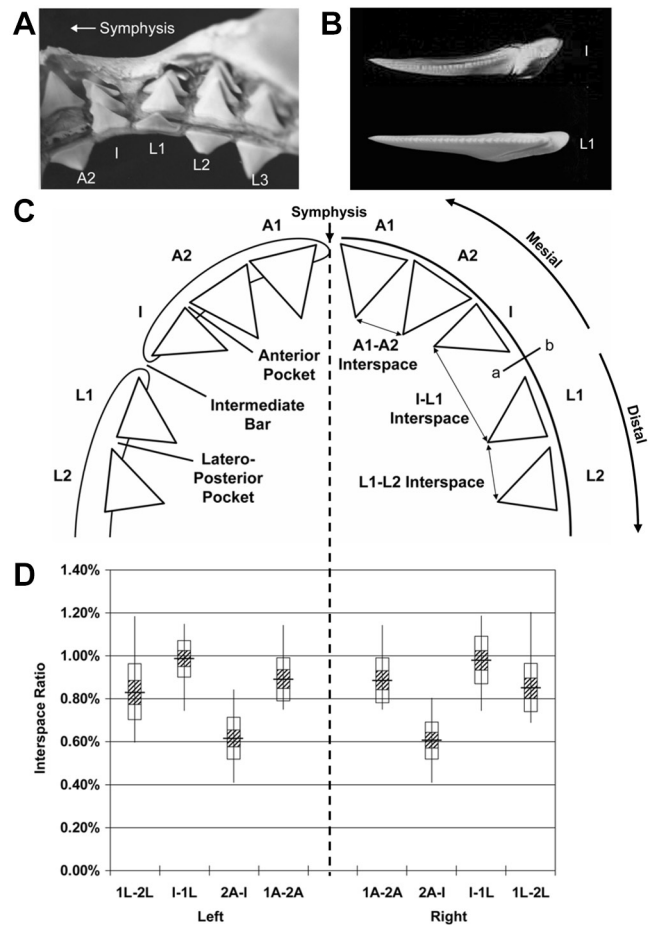 A
← Symphysis
A2
I
L1
L2
L3
B
I
L1
C
Symphysis
A1
A2
I
L1
L2
Anterior
Pocket
Intermediate
Bar
Latero-
Posterior
Pocket
A1
A2
I
L1
L2
a
b
A1-A2
Interspace
I-L1
Interspace
L1-L2 Interspace
Mesial
Distal
D
Interspace Ratio
1.40%
1.20%
1.00%
0.80%
0.60%
0.40%
0.20%
0.00%
1L-2L I-1L 2A-I 1A-2A 1A-2A 2A-I I-1L 1L-2L
Left Right